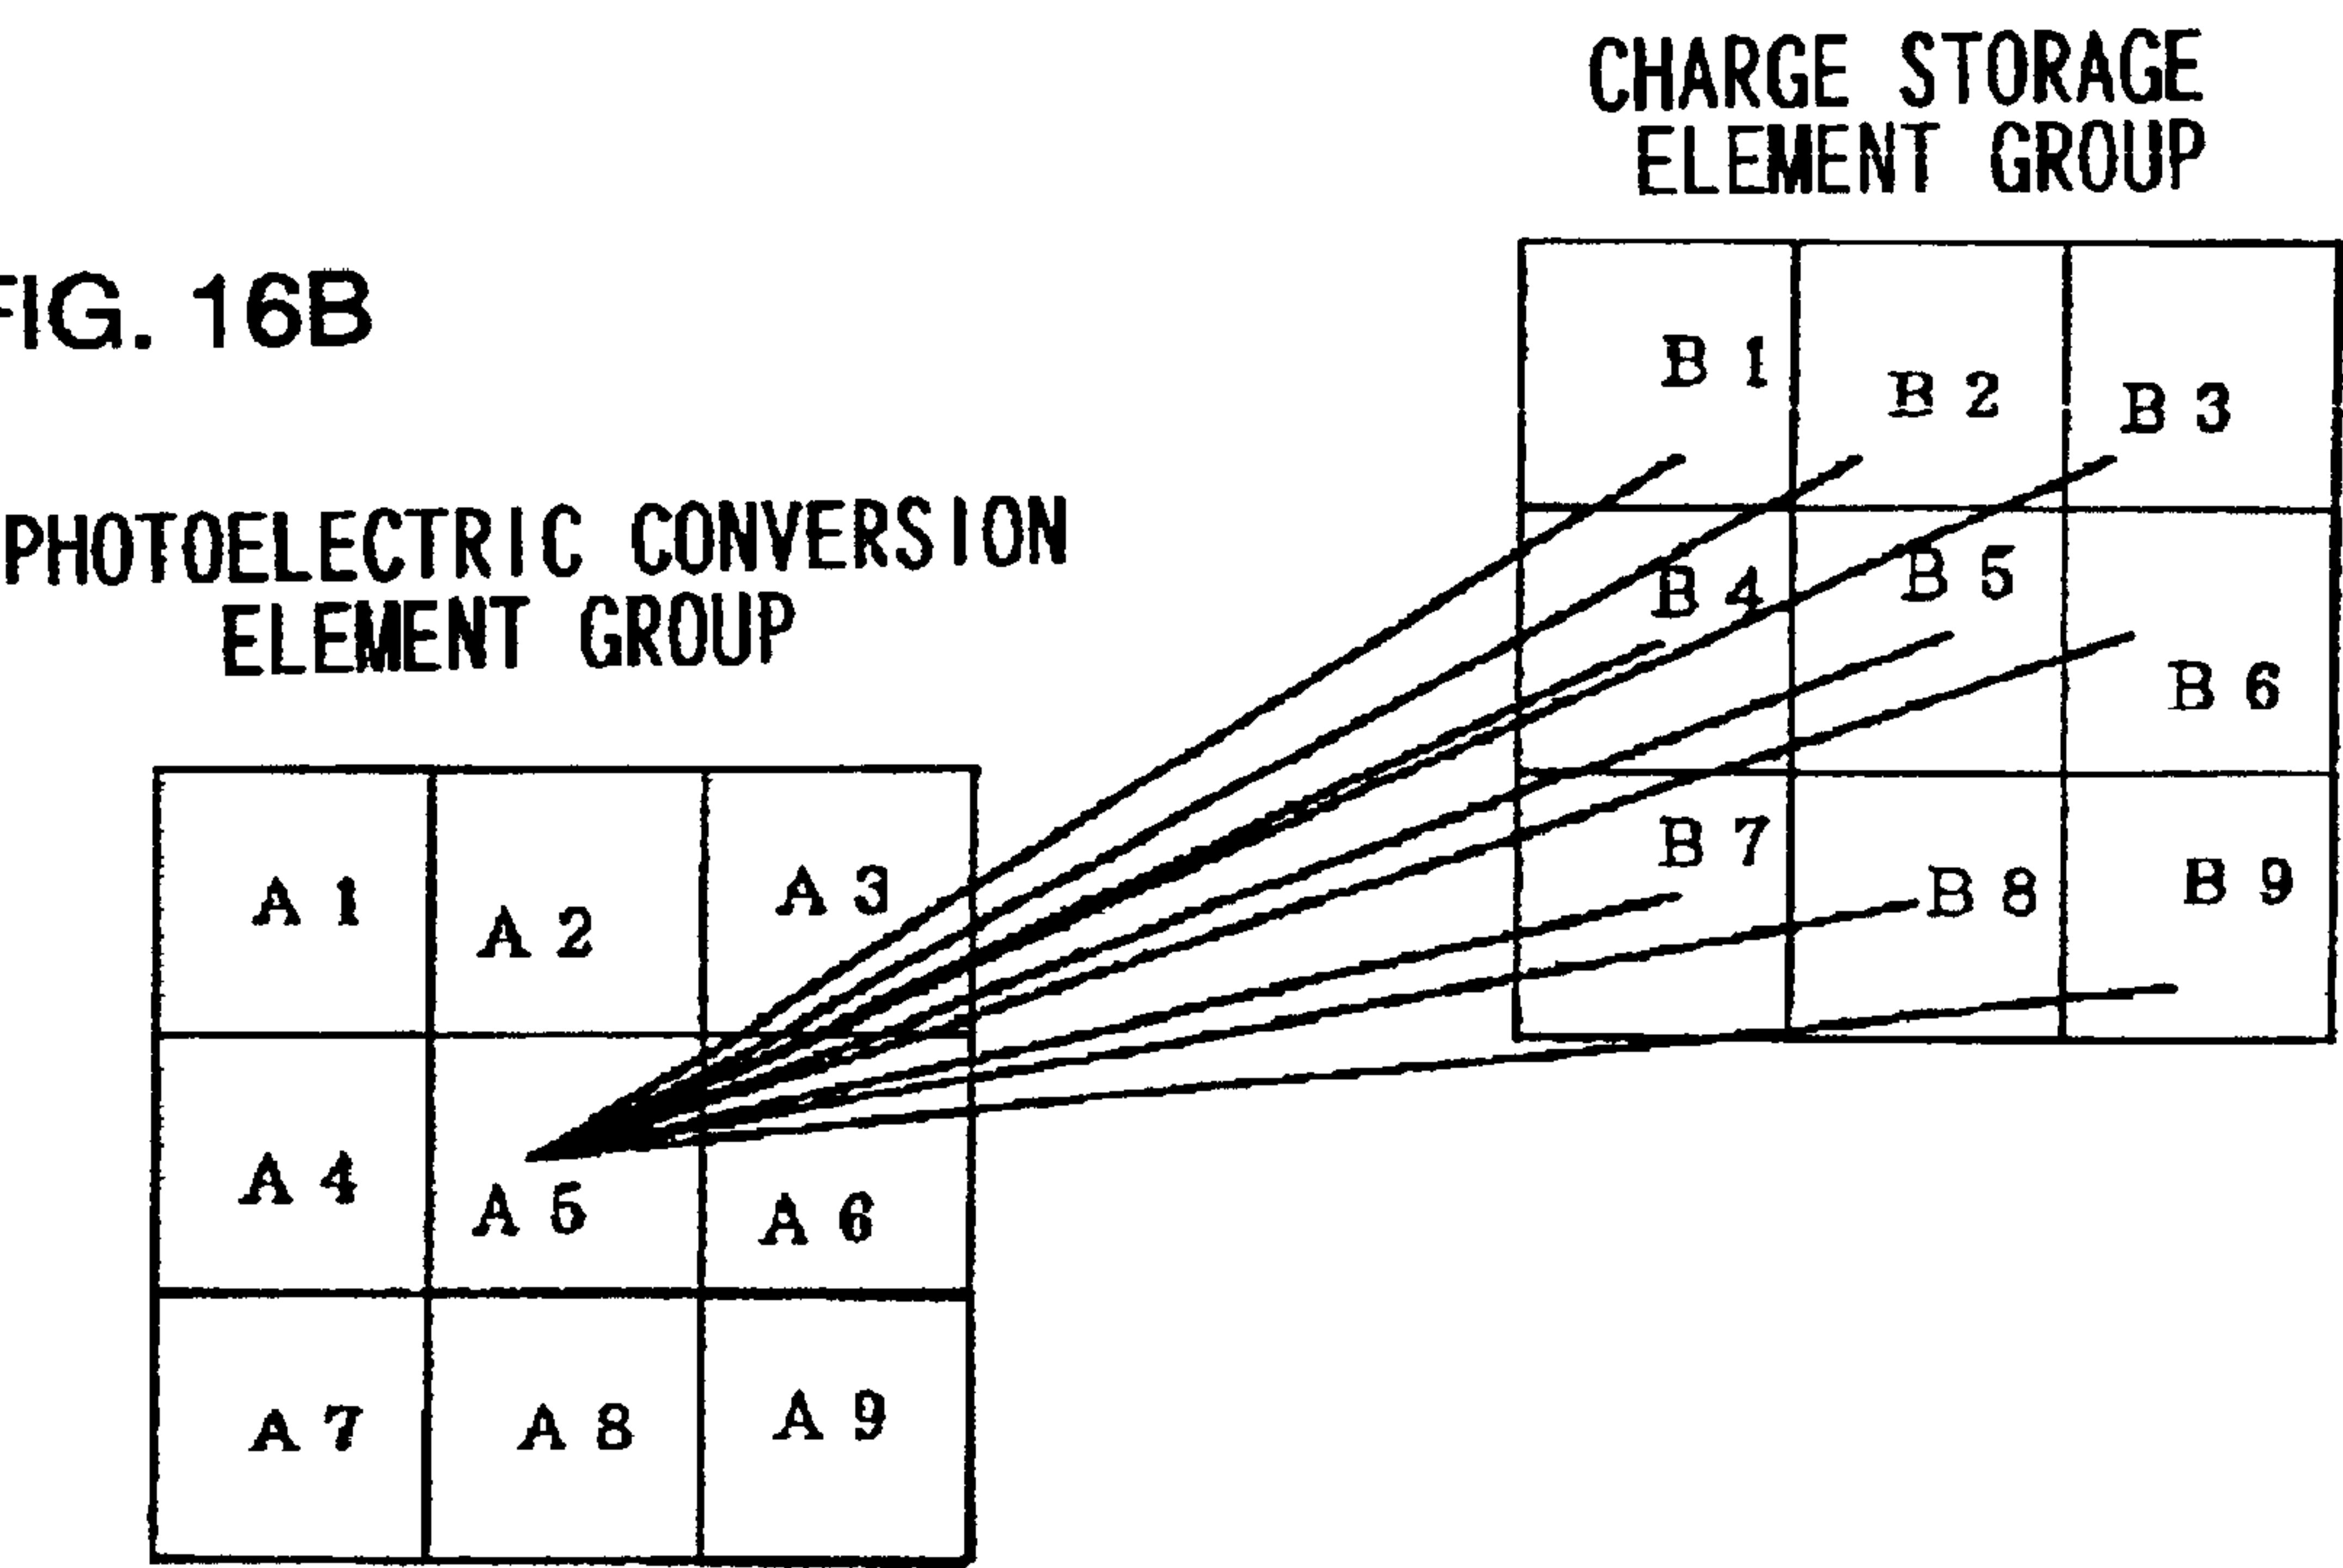 CHARGE STORAGE
ELEMENT GROUP
FIG. 16B
B 1
B 2
B 3
PHOTOELECTRIC CONVERSION
ELEMENT GROUP
B 4
B 5
B 6
B 7
B 8
B 9
A 1
A 2
A 3
A 4
A 5
A 6
A 7
A 8
A 9